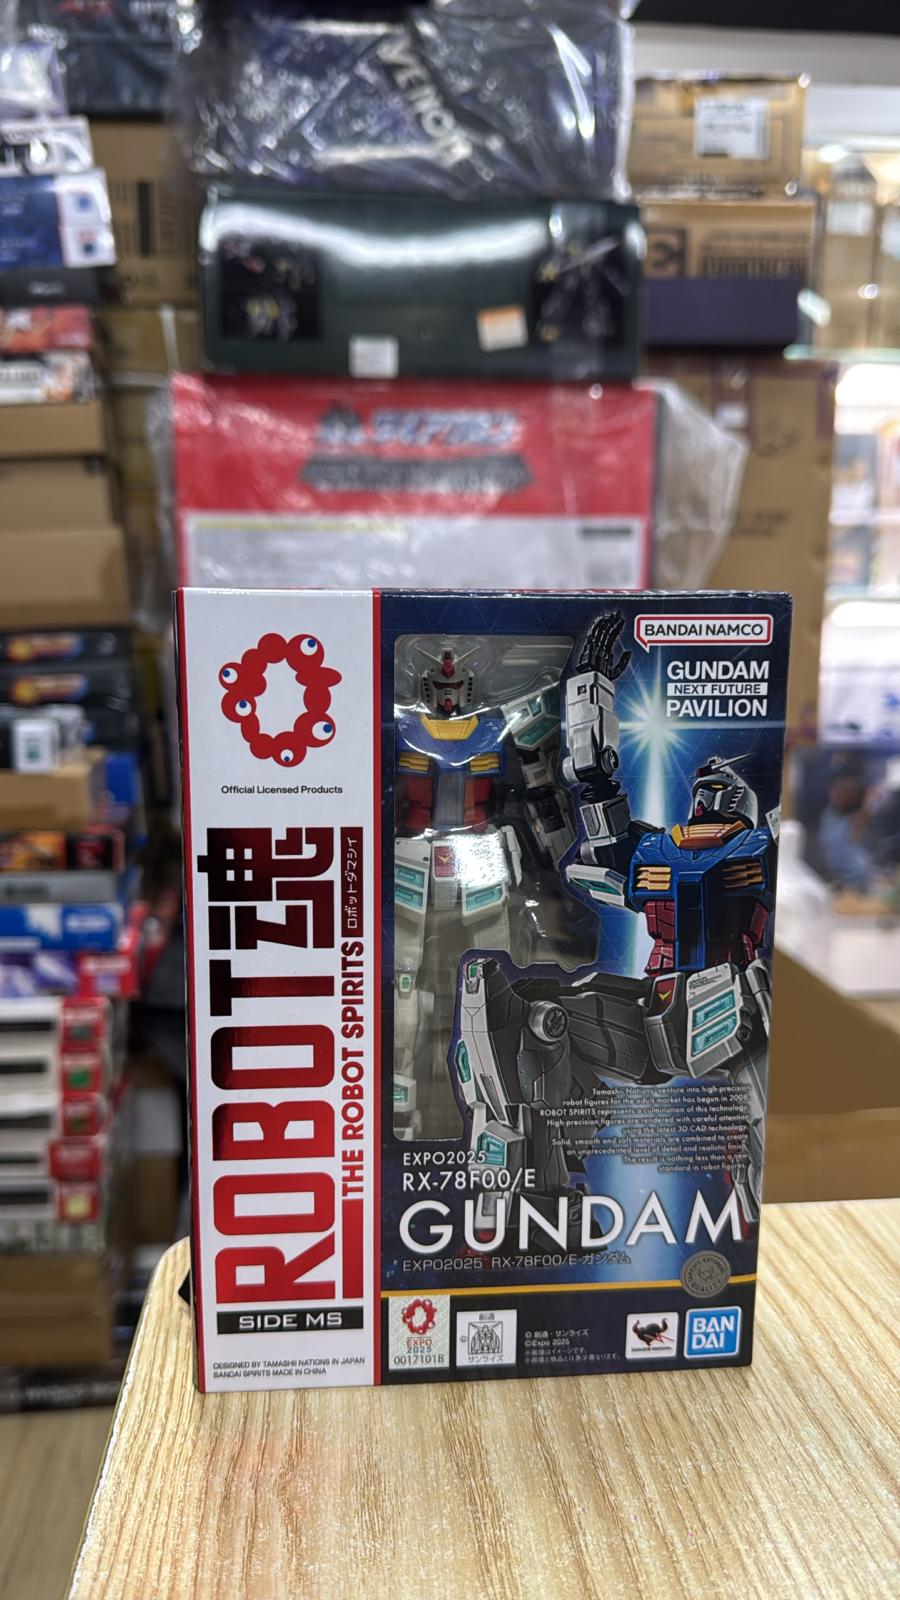 BANDAI NAMCO
GUNDAM
NEXT FUTURE
PAVILION
Official Licensed Products
ROBOT魂
ロボットダマシイ
THE ROBOT SPIRITS
SIDE MS
DESIGNED BY TAMASHII NATIONS IN JAPAN
BANDAI SPIRITS MADE IN CHINA
Tamashii Nations' venture into high-precision
robot figures for the adult market has begun in 2008.
ROBOT SPIRITS represents a culmination of this technology.
High-precision figures are rendered with careful attention
using the latest 3D CAD technology.
Solid, smooth and soft materials are combined to create
an unprecedented level of detail and realistic finish.
The result is nothing less than a new
standard in robot figures.
EXPO2025
RX-78F00/E
GUNDAM
EXPO2025 RX-78F00/E ガンダム
EXPO
2025
0017101B
創通
サンライズ
© 創通・サンライズ
©Expo 2025
TAMASHII NATIONS
BAN
DAI